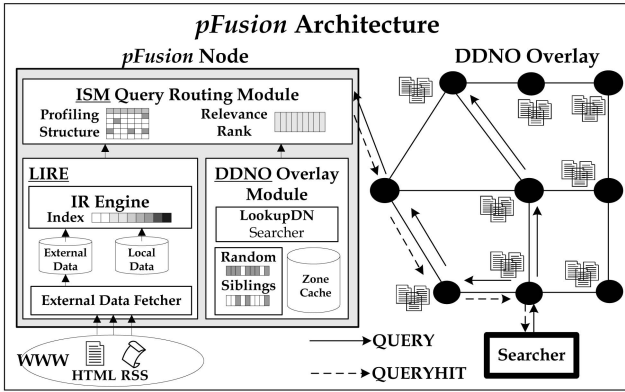 pFusion Architecture
pFusion Node
DDNO Overlay
ISM Query Routing Module
Profiling
Structure
Relevance
Rank
LIRE
IR Engine
Index
External
Data
Local
Data
External Data Fetcher
DDNO Overlay
Module
LookupDN
Searcher
Random
Siblings
Zone
Cache
WWW
HTML RSS
QUERY
QUERYHIT
Searcher